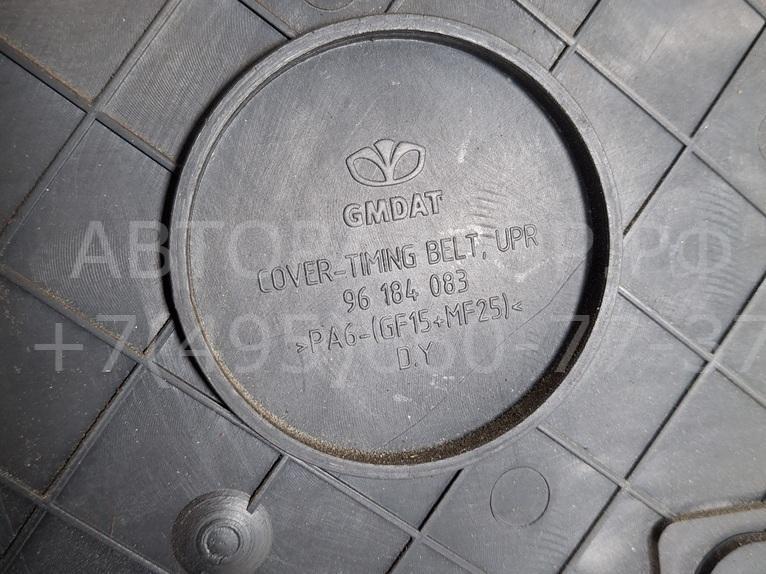 GMDAT
COVER-TIMING BELT, UPR
96 184 083
>PA6-(GF15+MF25)<
D.Y